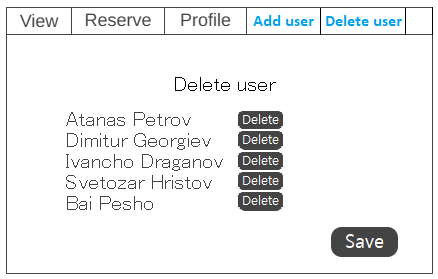 View Reserve Profile Add user Delete user
Delete user
Atanas Petrov Delete
Dimitur Georgiev Delete
Ivancho Draganov Delete
Svetozar Hristov Delete
Bai Pesho Delete
Save